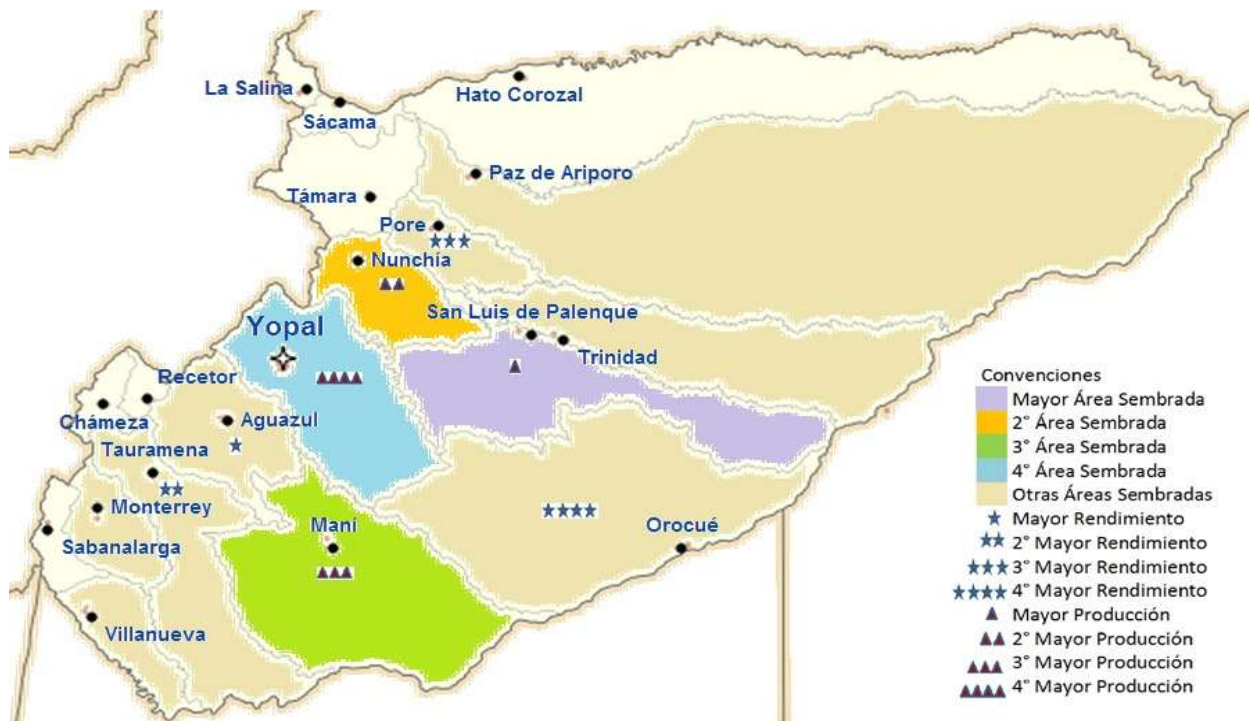 La Salina
Sácama
Hato Corozal
Paz de Ariporo
Támara
Pore
Nunchía
San Luis de Palenque
Yopal
Trinidad
Recetor
Chámeza
Aguazul
Tauramena
Monterrey
Maní
Orocué
Sabanalarga
Villanueva
Convenciones
Mayor Área Sembrada
2° Área Sembrada
3° Área Sembrada
4° Área Sembrada
Otras Áreas Sembradas
Mayor Rendimiento
2° Mayor Rendimiento
3° Mayor Rendimiento
4° Mayor Rendimiento
Mayor Producción
2° Mayor Producción
3° Mayor Producción
4° Mayor Producción